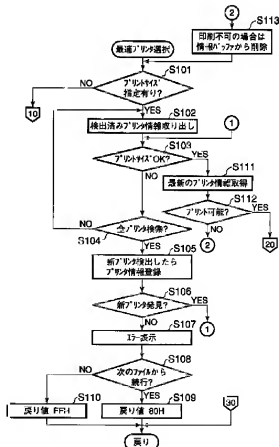 ②
S113
印刷不可の場合は
情報バッファから削除
最適プリンタ選択
S101
プリントサイズ
指定有り?
NO
YES
10
S102
検出済みプリンタ情報取り出し
①
S103
プリントサイズOK?
YES
S111
最新のプリンタ情報取得
NO
S112
プリント可能?
YES
NO
②
20
全プリンタ検索?
NO
S104
YES
S105
新プリンタ検出したら
プリンタ情報登録
S106
新プリンタ発見?
YES
①
NO
S107
エラー表示
S108
次のファイルから
続行?
NO
YES
S110
S109
戻り値 FFH
戻り値 80H
30
戻り